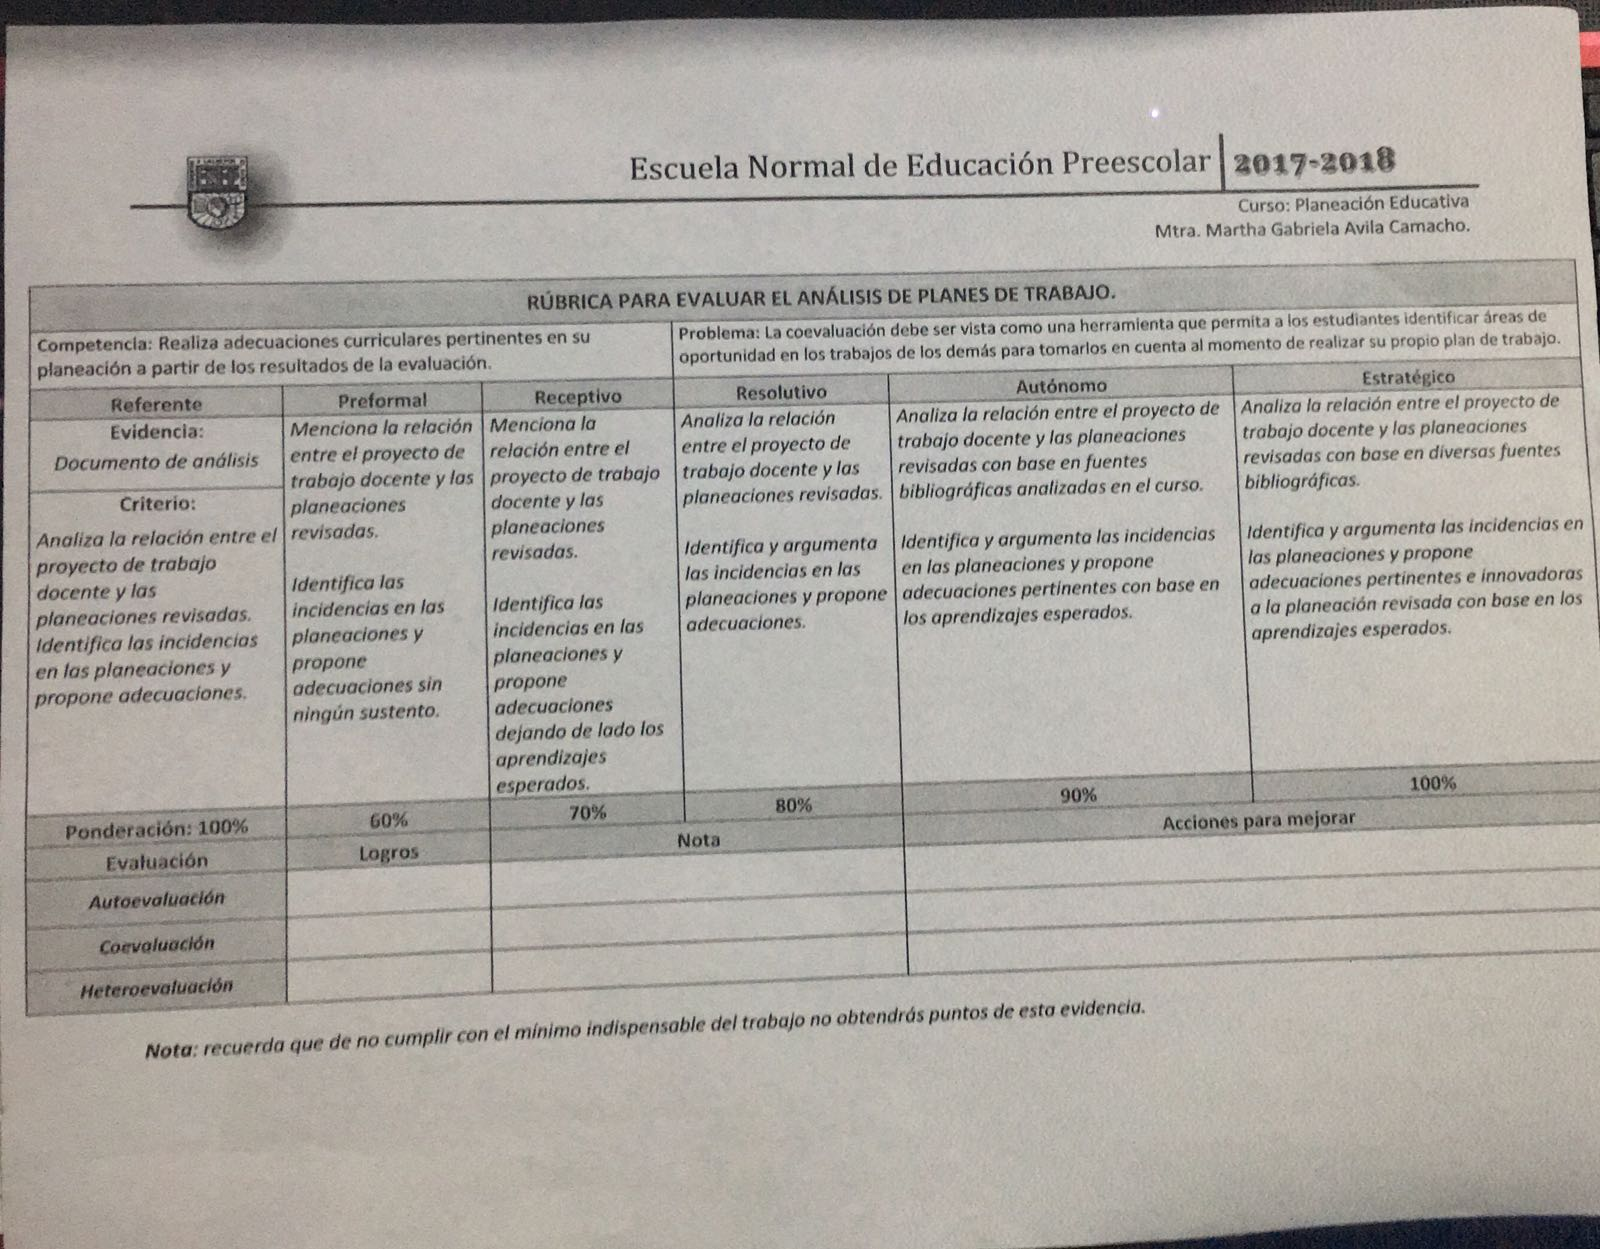 Escuela Normal de Educación Preescolar 2017-2018
Curso: Planeación Educativa
Mtra. Martha Gabriela Avila Camacho.
RÚBRICA PARA EVALUAR EL ANÁLISIS DE PLANES DE TRABAJO.
Competencia: Realiza adecuaciones curriculares pertinentes en su
planeación a partir de los resultados de la evaluación.
Problema: La coevaluación debe ser vista como una herramienta que permita a los estudiantes identificar áreas de
oportunidad en los trabajos de los demás para tomarlos en cuenta al momento de realizar su propio plan de trabajo.
Referente
Preformal
Receptivo
Resolutivo
Autónomo
Estratégico
Evidencia:
Documento de análisis
Criterio:
Analiza la relación entre el
proyecto de trabajo
docente y las
planeaciones revisadas.
Identifica las incidencias
en las planeaciones y
propone adecuaciones.
Menciona la relación
entre el proyecto de
trabajo docente y las
planeaciones
revisadas.
Identifica las
incidencias en las
planeaciones y
propone
adecuaciones sin
ningún sustento.
Menciona la
relación entre el
proyecto de trabajo
docente y las
planeaciones
revisadas.
Identifica las
incidencias en las
planeaciones y
propone
adecuaciones
dejando de lado los
aprendizajes
esperados.
Analiza la relación
entre el proyecto de
trabajo docente y las
planeaciones revisadas.
Identifica y argumenta
las incidencias en las
planeaciones y propone
adecuaciones.
Analiza la relación entre el proyecto de
trabajo docente y las planeaciones
revisadas con base en fuentes
bibliográficas analizadas en el curso.
Identifica y argumenta las incidencias
en las planeaciones y propone
adecuaciones pertinentes con base en
los aprendizajes esperados.
Analiza la relación entre el proyecto de
trabajo docente y las planeaciones
revisadas con base en diversas fuentes
bibliográficas.
Identifica y argumenta las incidencias en
las planeaciones y propone
adecuaciones pertinentes e innovadoras
a la planeación revisada con base en los
aprendizajes esperados.
Ponderación: 100%
60%
70%
80%
90%
100%
Evaluación
Logros
Nota
Acciones para mejorar
Autoevaluación
Coevaluación
Heteroevaluación
Nota: recuerda que de no cumplir con el mínimo indispensable del trabajo no obtendrás puntos de esta evidencia.